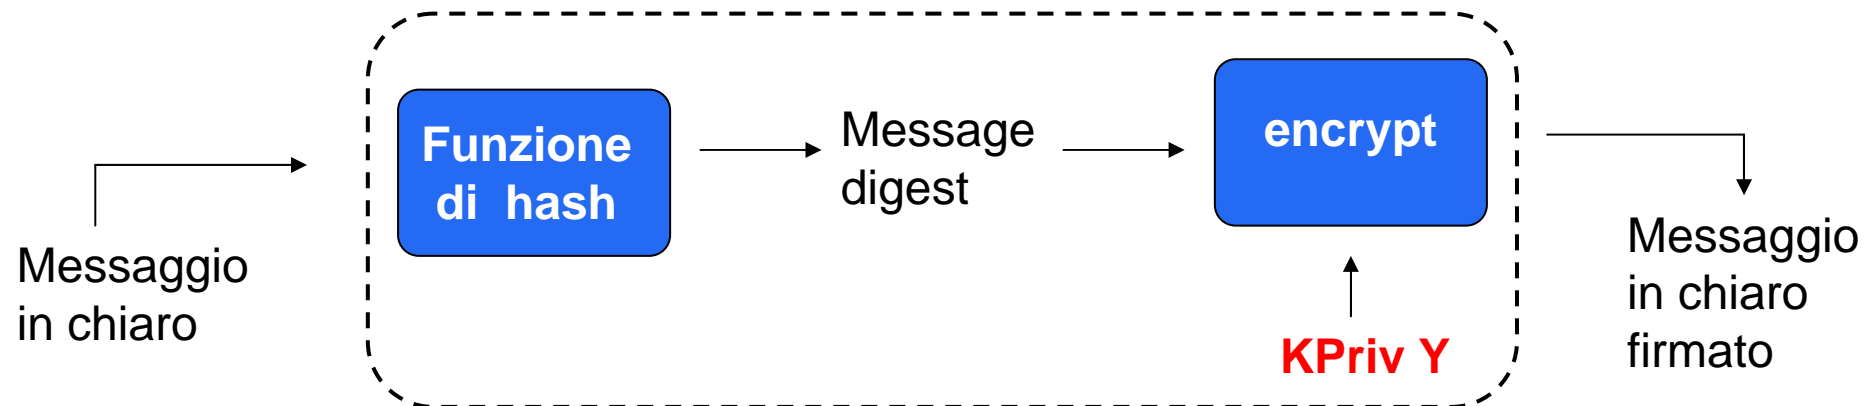 Messaggio
in chiaro
Funzione
di hash
Message
digest
encrypt
KPriv Y
Messaggio
in chiaro
firmato